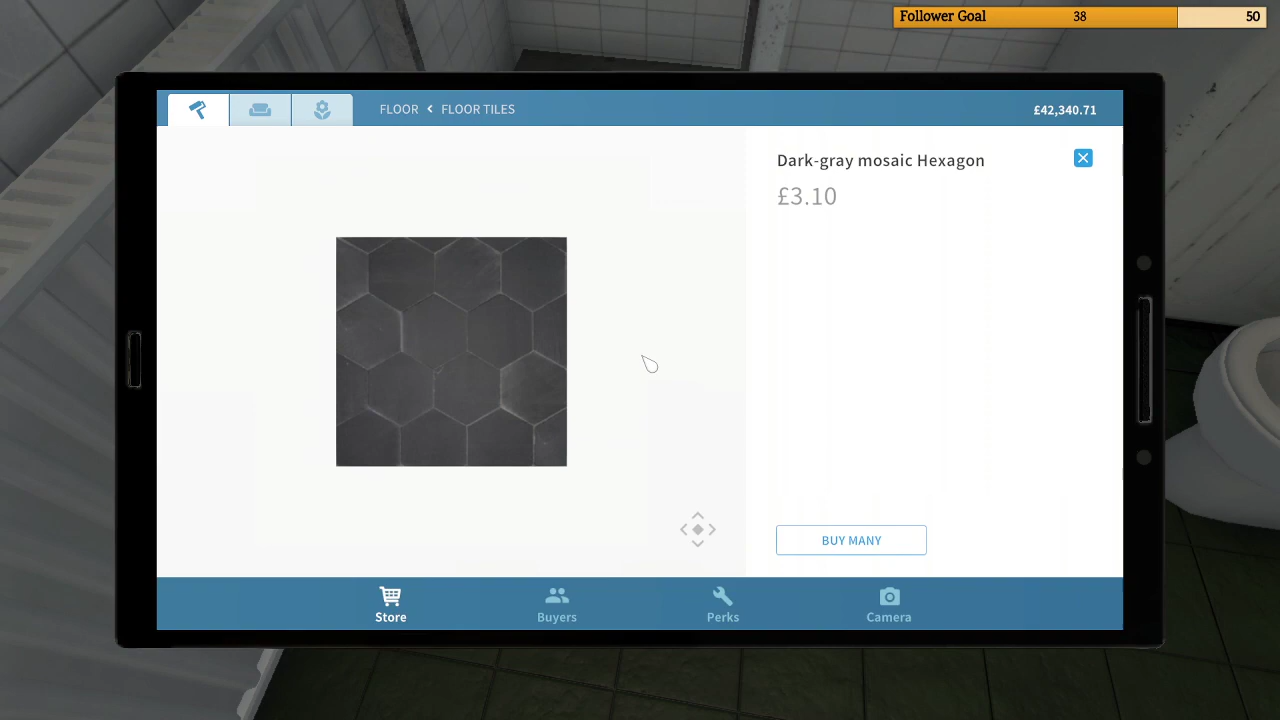 Follower Goal 38 50
FLOOR < FLOOR TILES £42,340.71
Dark-gray mosaic Hexagon
£3.10
BUY MANY
Store Buyers Perks Camera